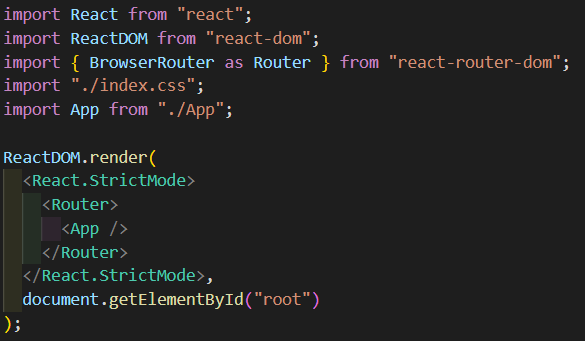 import React from "react";
import ReactDOM from "react-dom";
import { BrowserRouter as Router } from "react-router-dom";
import "./index.css";
import App from "./App";

ReactDOM.render(
  <React.StrictMode>
    <Router>
      <App />
    </Router>
  </React.StrictMode>,
  document.getElementById("root")
);